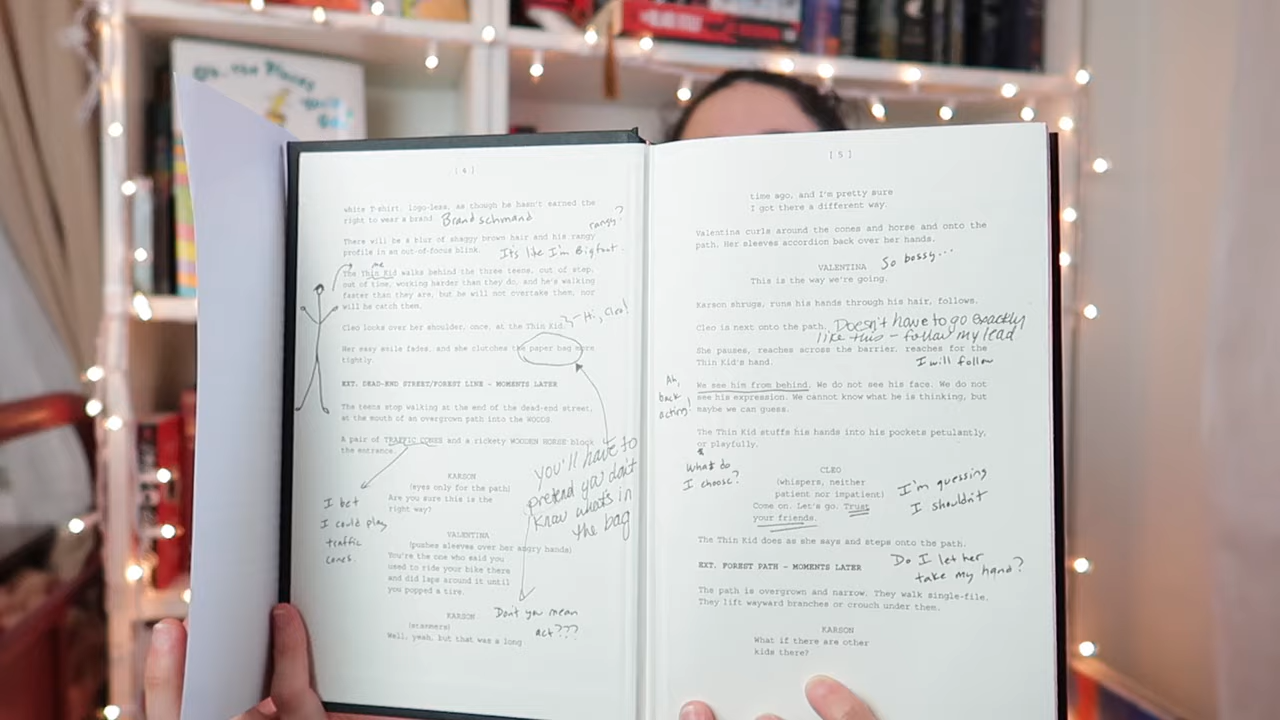 Oh, the Places
[4]
white T-shirt, logo-less, as though he hasn't earned the
right to wear a brand. Brand schmand
rangy?
There will be a blur of shaggy brown hair and his rangy
profile in an out-of-focus blink. It's like I'm Bigfoot.
me
The Thin Kid walks behind the three teens, out of step,
out of time, working harder than they do, and he's walking
faster than they are, but he will not overtake them, nor
will he catch them.
Cleo looks over her shoulder, once, at the Thin Kid. - Hi, Cleo!
Her easy smile fades, and she clutches the paper bag more
tightly.
EXT. DEAD-END STREET/FOREST LINE - MOMENTS LATER
The teens stop walking at the end of the dead-end street,
at the mouth of an overgrown path into the WOODS.
A pair of TRAFFIC CONES and a rickety WOODEN HORSE block
the entrance.
I bet
I could play
traffic
cones.
you'll have to
pretend you don't
know what's in
the bag
KARSON
(eyes only for the path)
Are you sure this is the
right way?
VALENTINA
(pushes sleeves over her angry hands)
You're the one who said you
used to ride your bike there
and did laps around it until
you popped a tire.
KARSON
(stammers)
Well, yeah, but that was a long
Don't you mean
act???
[5]
time ago, and I'm pretty sure
I got there a different way.
Valentina curls around the cones and horse and onto the
path. Her sleeves accordion back over her hands.
VALENTINA So bossy...
This is the way we're going.
Karson shrugs, runs his hands through his hair, follows.
Cleo is next onto the path. Doesn't have to go exactly
like this - follow my lead
She pauses, reaches across the barrier, reaches for the
Thin Kid's hand. I will follow
Ah,
back
acting!
We see him from behind. We do not see his face. We do not
see his expression. We cannot know what he is thinking, but
maybe we can guess.
The Thin Kid stuffs his hands into his pockets petulantly,
or playfully.
What do
I choose?
CLEO
(whispers, neither
patient nor impatient)
Come on. Let's go. Trust
your friends.
I'm guessing
I shouldn't
The Thin Kid does as she says and steps onto the path.
Do I let her
take my hand?
EXT. FOREST PATH - MOMENTS LATER
The path is overgrown and narrow. They walk single-file.
They lift wayward branches or crouch under them.
KARSON
What if there are other
kids there?